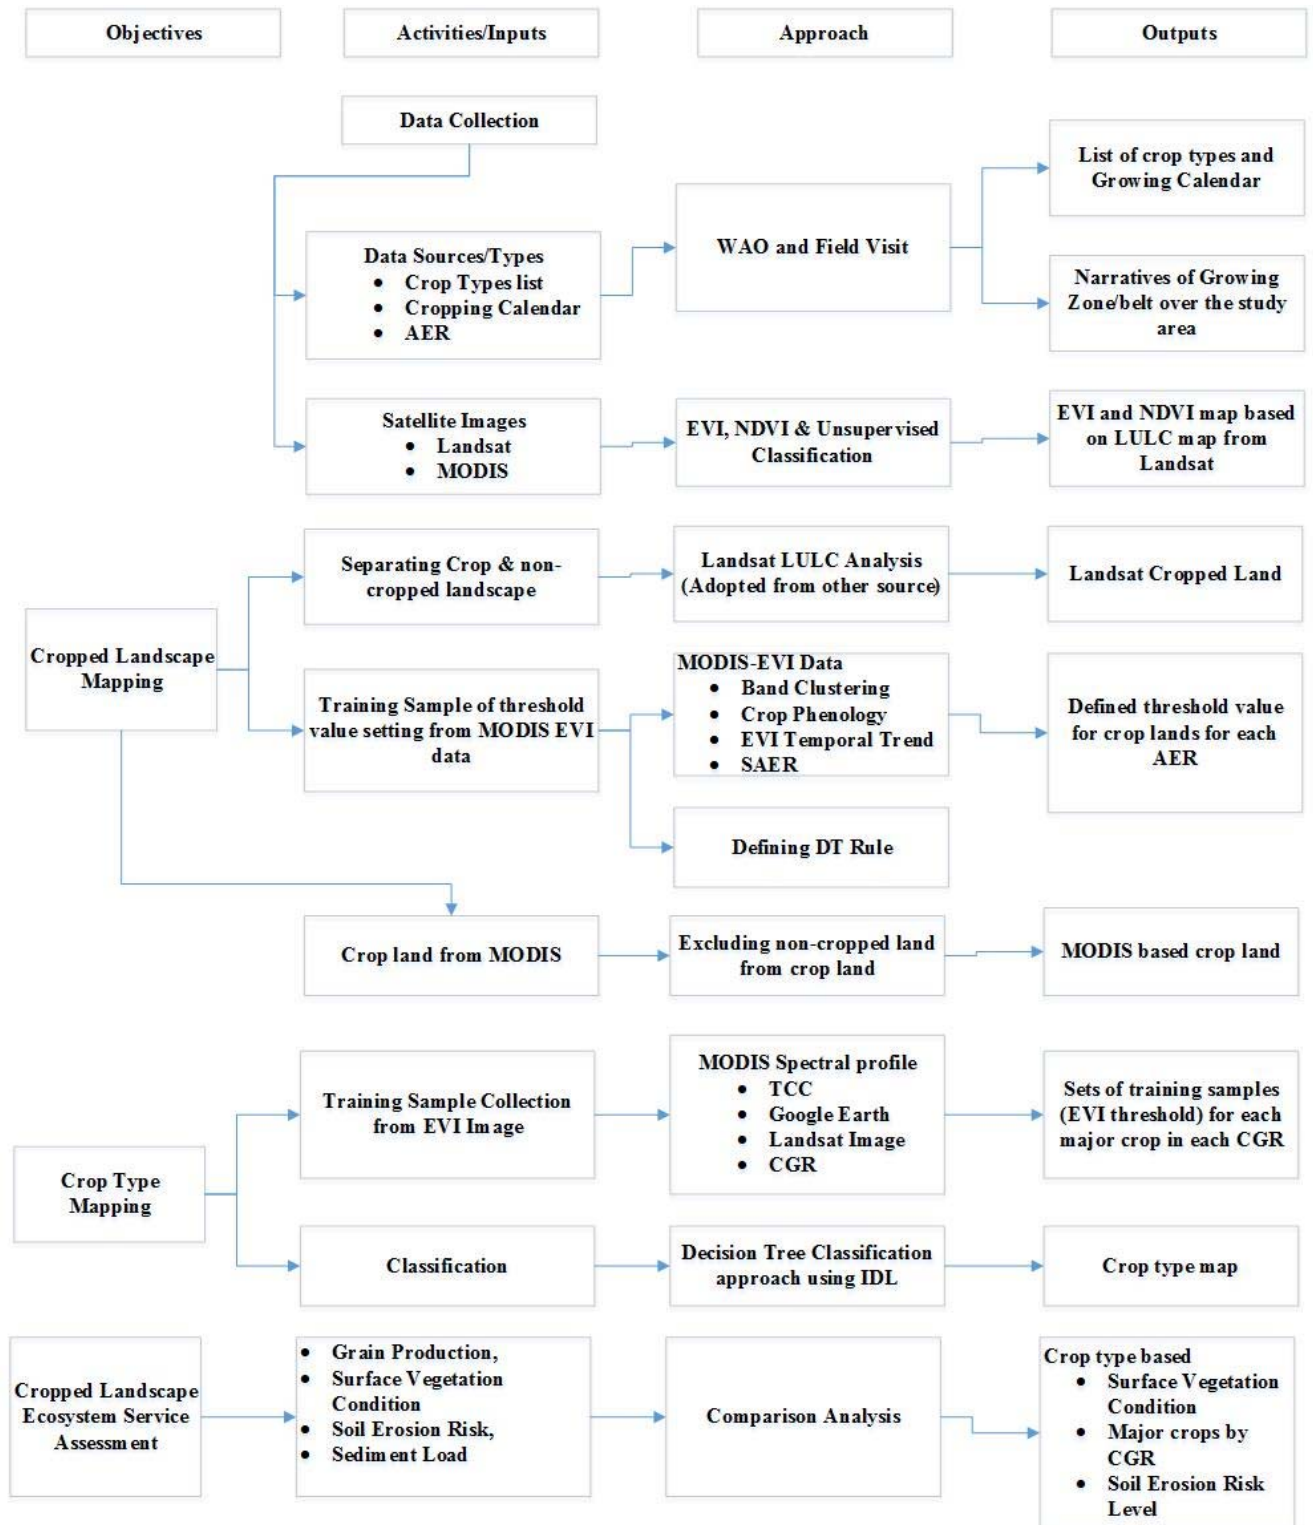 Objectives
Activities/Inputs
Approach
Outputs
Data Collection
Data Sources/Types
• Crop Types list
• Cropping Calendar
• AER
WAO and Field Visit
List of crop types and
Growing Calendar
Narratives of Growing
Zone/belt over the study
area
Satellite Images
• Landsat
• MODIS
EVI, NDVI & Unsupervised
Classification
EVI and NDVI map based
on LULC map from
Landsat
Cropped Landscape
Mapping
Separating Crop & non-
cropped landscape
Landsat LULC Analysis
(Adopted from other source)
Landsat Cropped Land
Training Sample of threshold
value setting from MODIS EVI
data
MODIS-EVI Data
• Band Clustering
• Crop Phenology
• EVI Temporal Trend
• SAER
Defined threshold value
for crop lands for each
AER
Defining DT Rule
Crop land from MODIS
Excluding non-cropped land
from crop land
MODIS based crop land
Crop Type
Mapping
Training Sample Collection
from EVI Image
MODIS Spectral profile
• TCC
• Google Earth
• Landsat Image
• CGR
Sets of training samples
(EVI threshold) for each
major crop in each CGR
Classification
Decision Tree Classification
approach using IDL
Crop type map
Cropped Landscape
Ecosystem Service
Assessment
• Grain Production,
• Surface Vegetation
Condition
• Soil Erosion Risk,
• Sediment Load
Comparison Analysis
Crop type based
• Surface Vegetation
Condition
• Major crops by
CGR
• Soil Erosion Risk
Level